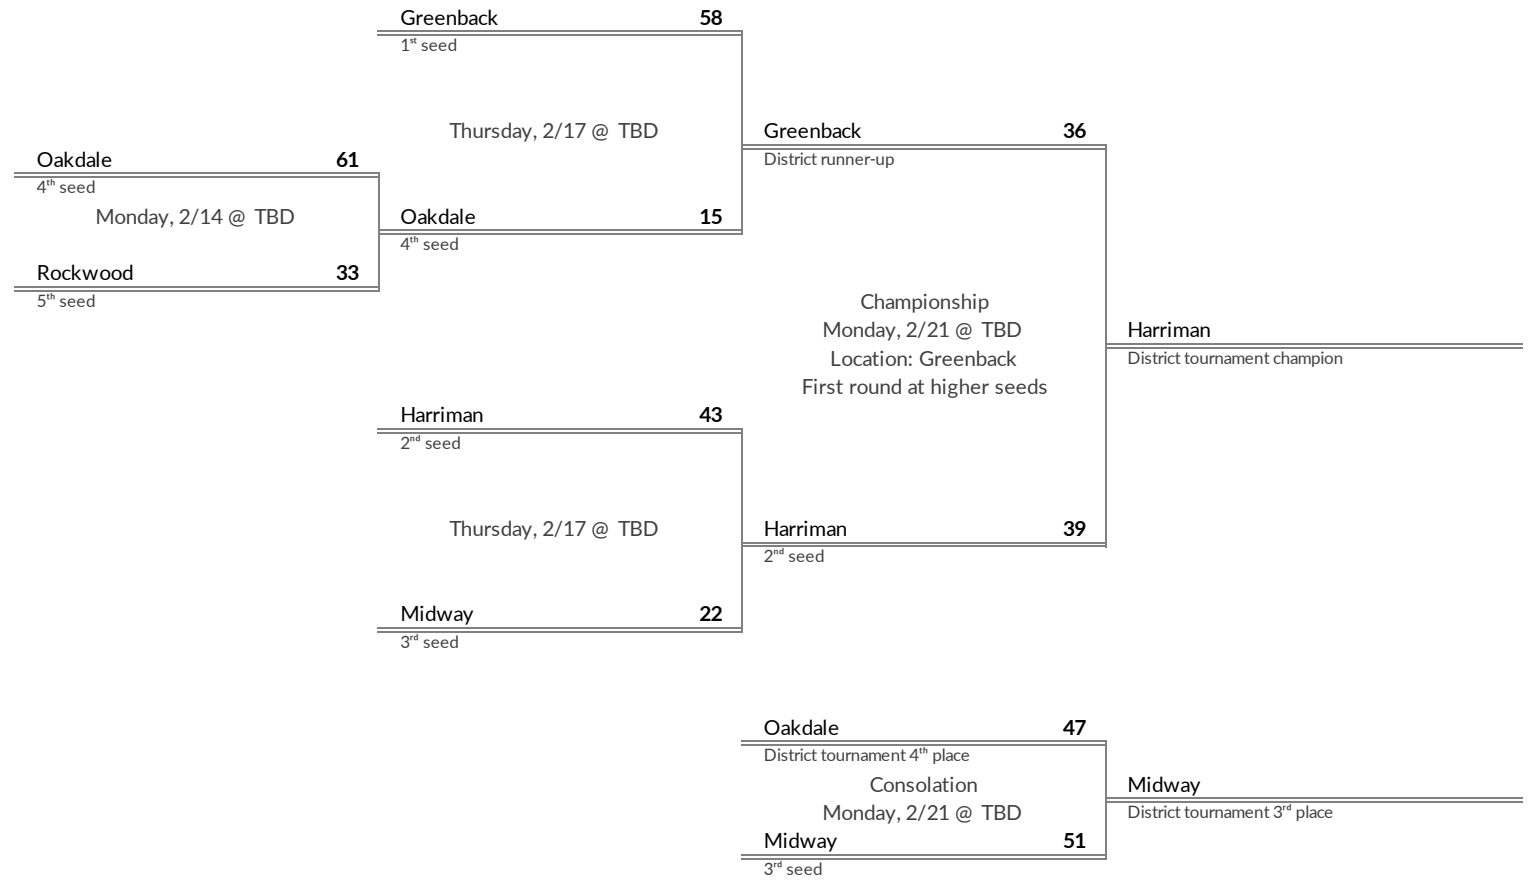 Greenback 58
1st seed
Thursday, 2/17 @ TBD
Oakdale 61
4th seed
Monday, 2/14 @ TBD
Rockwood 33
5th seed
Oakdale 15
4th seed
Greenback 36
District runner-up
Championship
Monday, 2/21 @ TBD
Location: Greenback
First round at higher seeds
Harriman
District tournament champion
Harriman 43
2nd seed
Thursday, 2/17 @ TBD
Midway 22
3rd seed
Harriman 39
2nd seed
Oakdale 47
District tournament 4th place
Consolation
Monday, 2/21 @ TBD
Midway 51
3rd seed
Midway
District tournament 3rd place